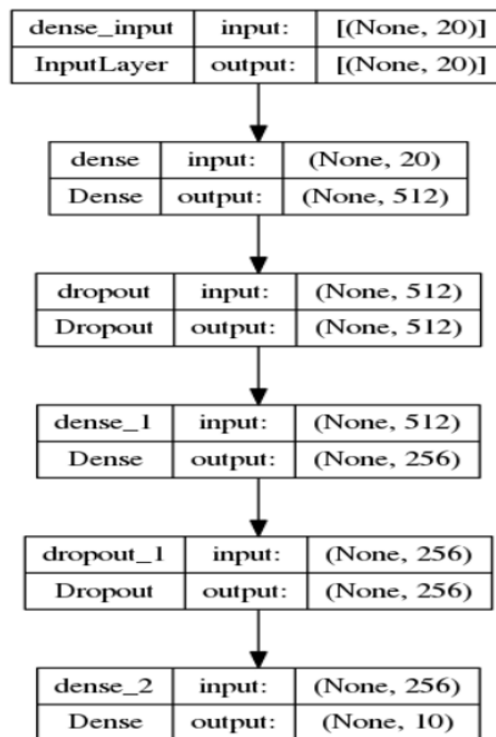 dense_input input: [(None, 20)]
InputLayer output: [(None, 20)]
dense input: (None, 20)
Dense output: (None, 512)
dropout input: (None, 512)
Dropout output: (None, 512)
dense_1 input: (None, 512)
Dense output: (None, 256)
dropout_1 input: (None, 256)
Dropout output: (None, 256)
dense_2 input: (None, 256)
Dense output: (None, 10)